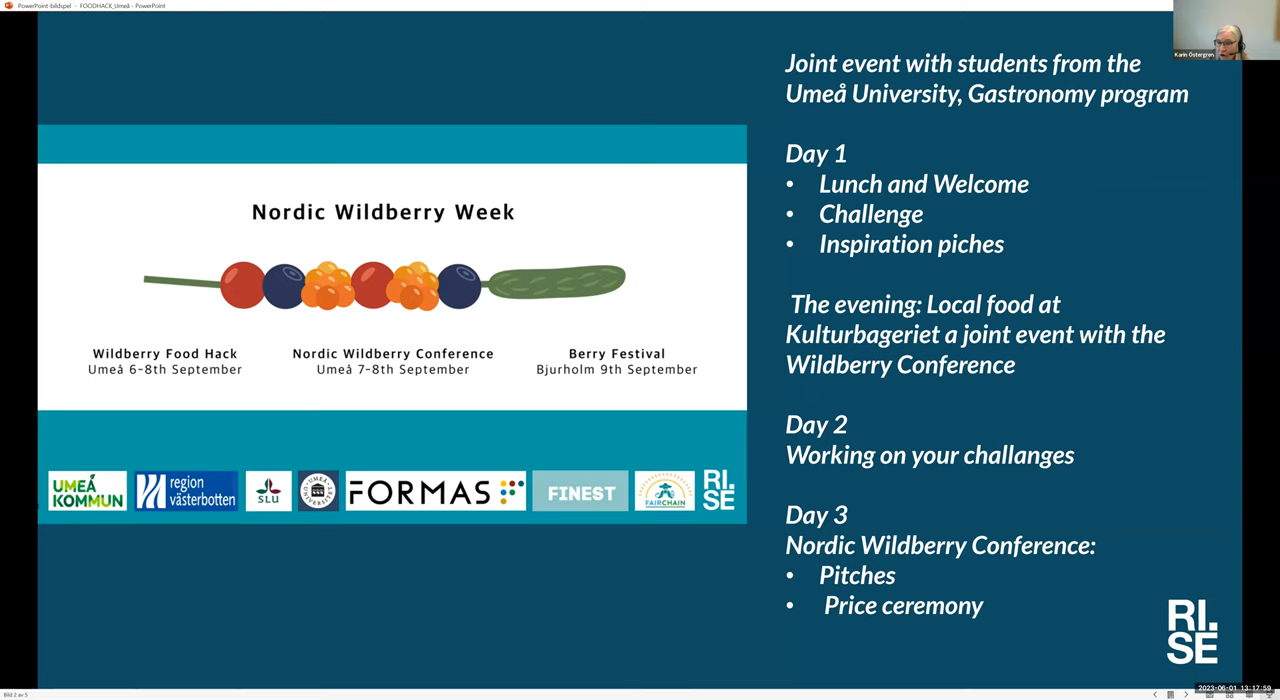 PowerPoint-bildspel - FOODHACK_Umeå - PowerPoint
Karin Östergren
Joint event with students from the
Umeå University, Gastronomy program
Day 1
• Lunch and Welcome
• Challenge
• Inspiration piches
The evening: Local food at
Kulturbageriet a joint event with the
Wildberry Conference
Day 2
Working on your challanges
Day 3
Nordic Wildberry Conference:
• Pitches
• Price ceremony
Nordic Wildberry Week
Wildberry Food Hack
Umeå 6-8th September
Nordic Wildberry Conference
Umeå 7-8th September
Berry Festival
Bjurholm 9th September
UMEÅ
KOMMUN
region
västerbotten
SLU
FORMAS
FINEST
FAIRCHAIN
RI.
SE
RI.
SE
Bild 2 av 5
2023-06-01 13:17:59